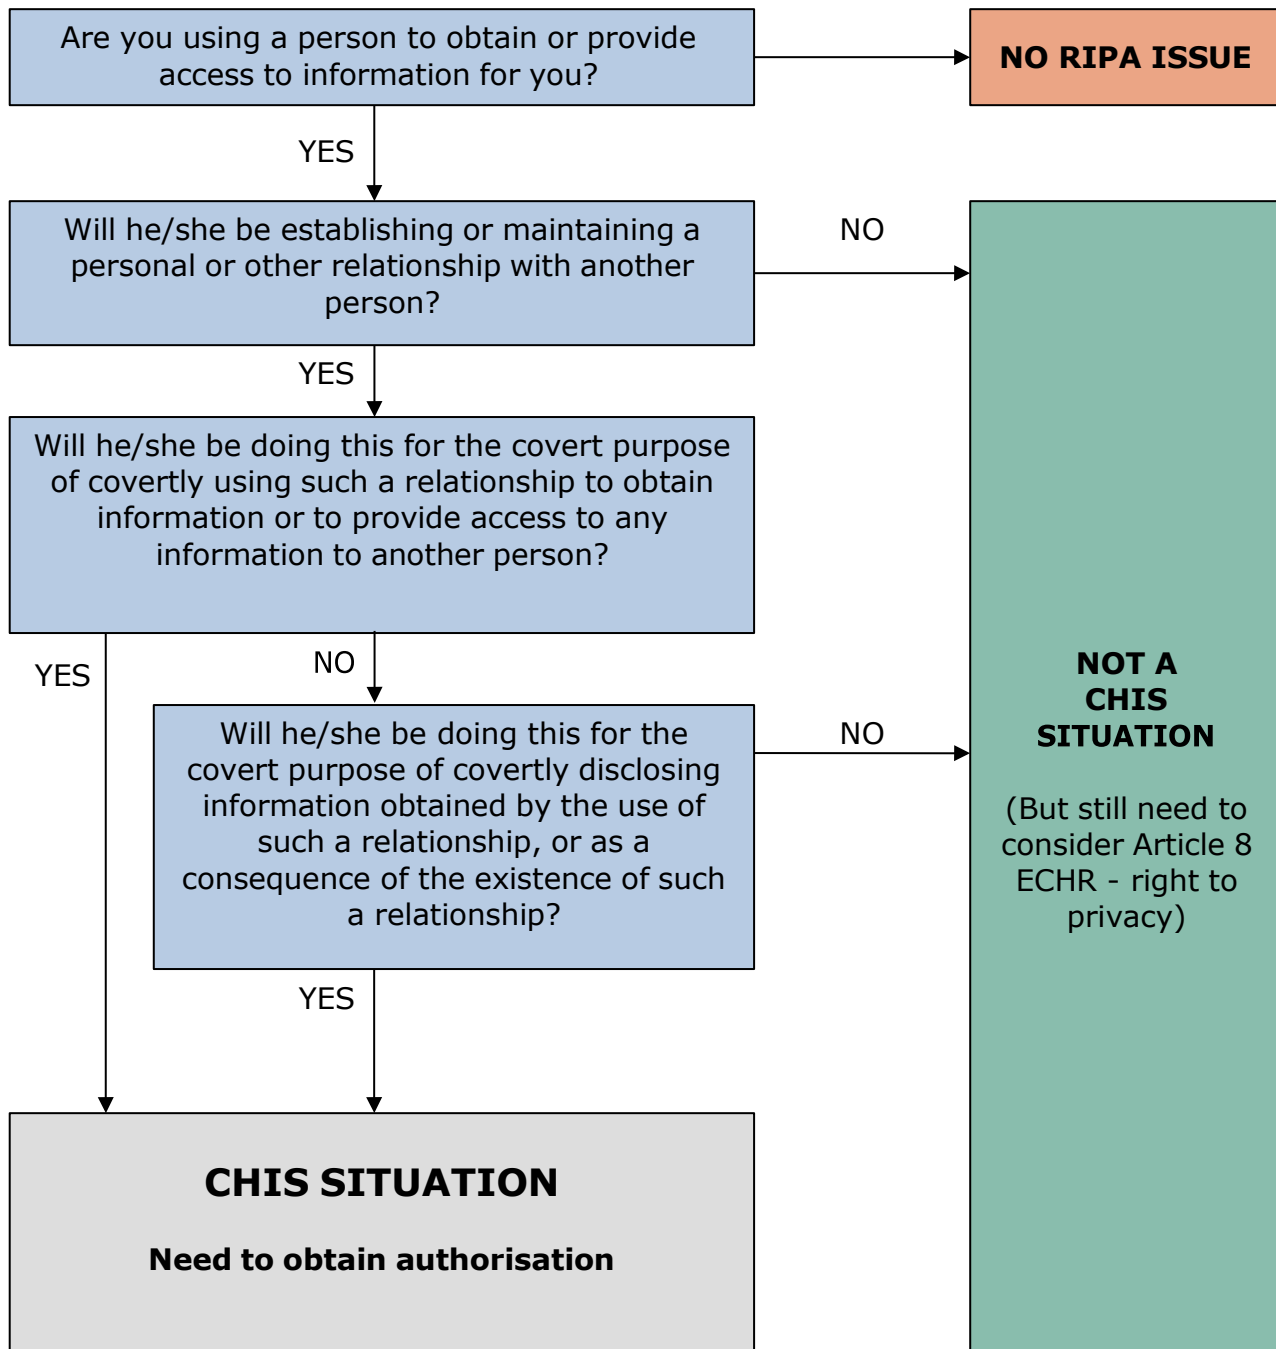 Are you using a person to obtain or provide
access to information for you?
NO RIPA ISSUE
YES
Will he/she be establishing or maintaining a
personal or other relationship with another
person?
NO
YES
Will he/she be doing this for the covert purpose
of covertly using such a relationship to obtain
information or to provide access to any
information to another person?
YES
NO
Will he/she be doing this for the
covert purpose of covertly disclosing
information obtained by the use of
such a relationship, or as a
consequence of the existence of such
a relationship?
NO
NOT A
CHIS
SITUATION
(But still need to
consider Article 8
ECHR - right to
privacy)
YES
CHIS SITUATION
Need to obtain authorisation